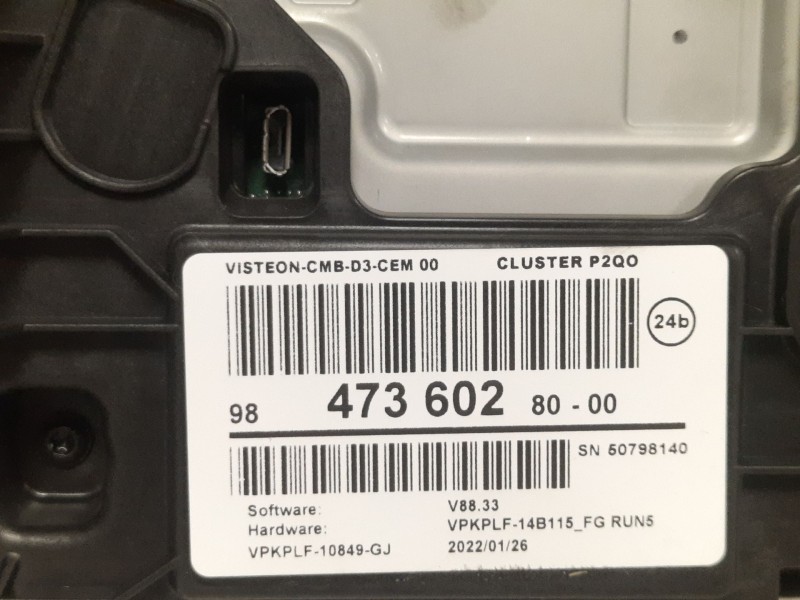 VISTEON-CMB-D3-CEM 00 CLUSTER P2QO
24b
98 473 602 80 - 00
SN 50798140
Software: V88.33
Hardware: VPKPLF-14B115_FG RUN5
VPKPLF-10849-GJ 2022/01/26